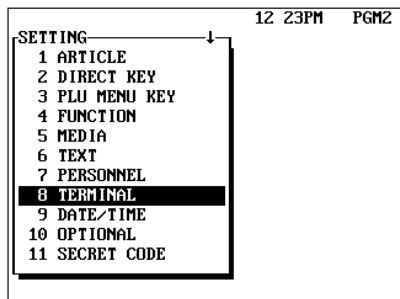 12 23PM PGM2
SETTING ↓
1 ARTICLE
2 DIRECT KEY
3 PLU MENU KEY
4 FUNCTION
5 MEDIA
6 TEXT
7 PERSONNEL
8 TERMINAL
9 DATE/TIME
10 OPTIONAL
11 SECRET CODE